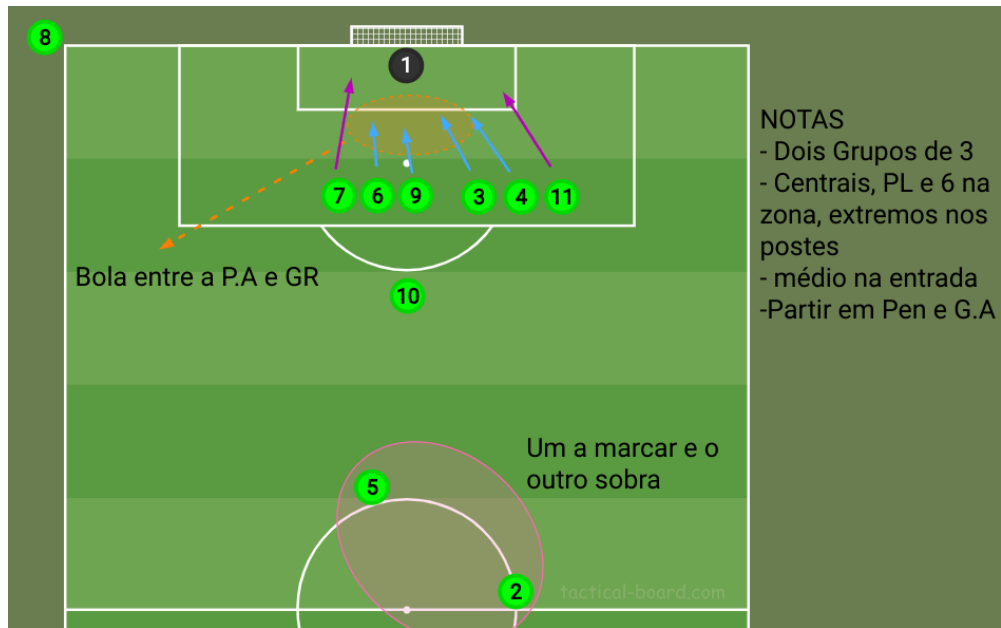 8
1
NOTAS
- Dois Grupos de 3
- Centrais, PL e 6 na
zona, extremos nos
postes
- médio na entrada
-Partir em Pen e G.A
7 6 9 3 4 11
Bola entre a P.A e GR
10
Um a marcar e o
outro sobra
5
2
tactical-board.com